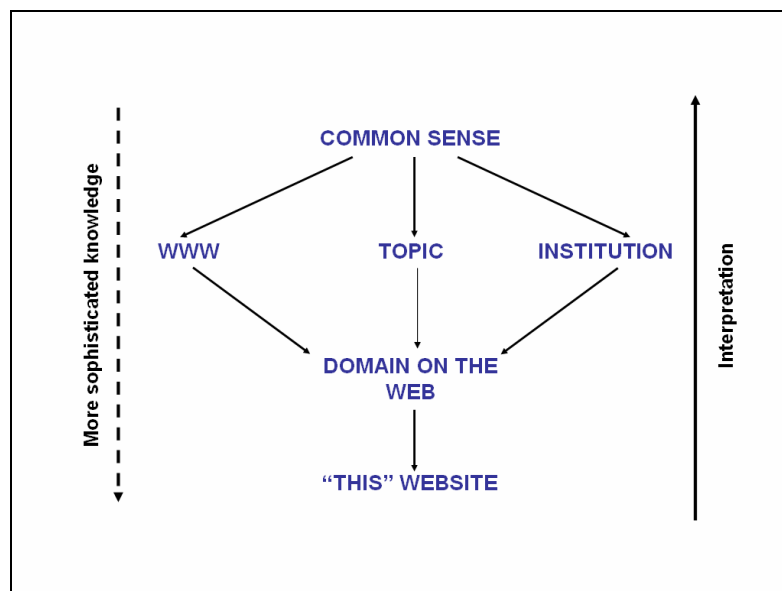 COMMON SENSE
More sophisticated knowledge
WWW
TOPIC
INSTITUTION
Interpretation
DOMAIN ON THE
WEB
“THIS” WEBSITE